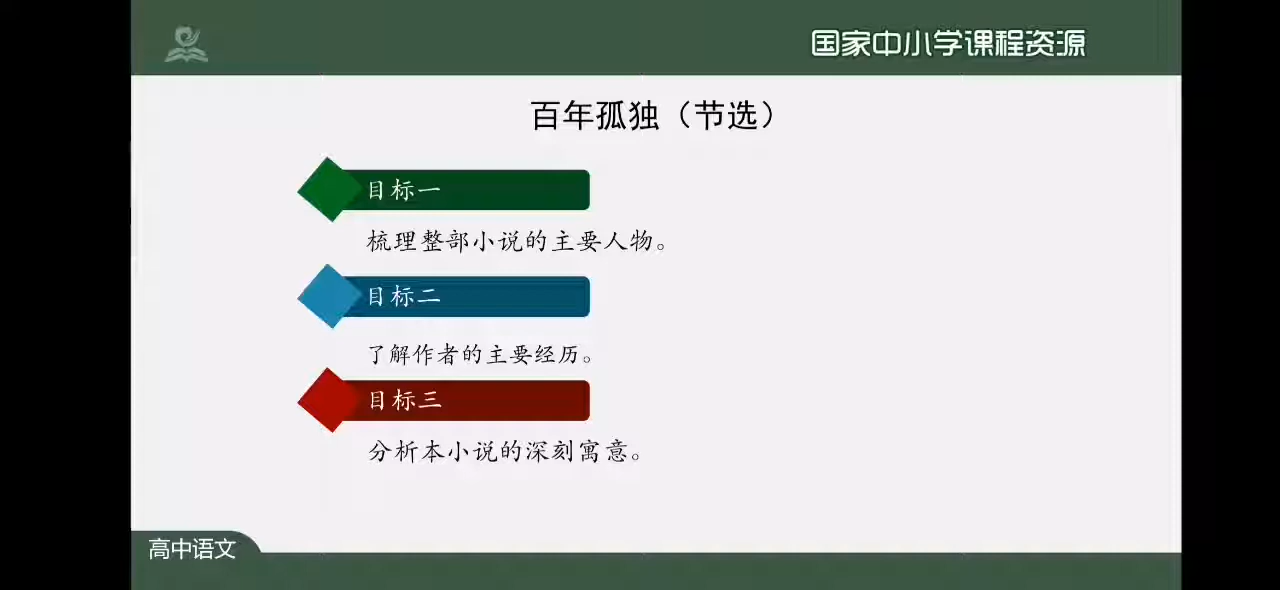 国家中小学课程资源
百年孤独（节选）
目标一
梳理整部小说的主要人物。
目标二
了解作者的主要经历。
目标三
分析本小说的深刻寓意。
高中语文